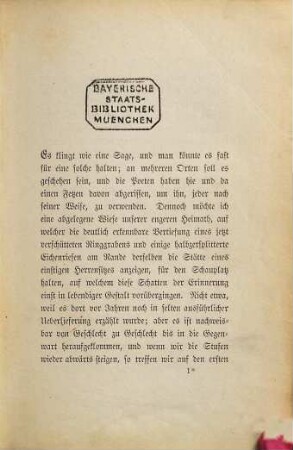 BAYERISCHE
STAATS-
BIBLIOTHEK
MUENCHEN
Es klingt wie eine Sage, und man könnte es fast
für eine solche halten; an mehreren Orten soll es
geschehen sein, und die Poeten haben hie und da
einen Fetzen davon abgerissen, um ihn, jeder nach
seiner Weise, zu verwenden. Dennoch möchte ich
eine abgelegene Wiese unserer engeren Heimath, auf
welcher die deutlich erkennbare Vertiefung eines jetzt
verschütteten Ringgrabens und einige halbzersplitterte
Eichenriesen am Rande derselben die Stätte eines
einstigen Herrensitzes anzeigen, für den Schauplatz
halten, auf welchem diese Schatten der Erinnerung
einst in lebendiger Gestalt vorübergingen. Nicht etwa,
weil es dort vor Jahren noch in selten ausführlicher
Ueberlieferung erzählt wurde; aber es ist nachweis-
bar von Geschlecht zu Geschlecht bis in die Gegen-
wart heraufgekommen, und wenn wir die Stufen
wieder abwärts steigen, so treffen wir auf den ersten
1*